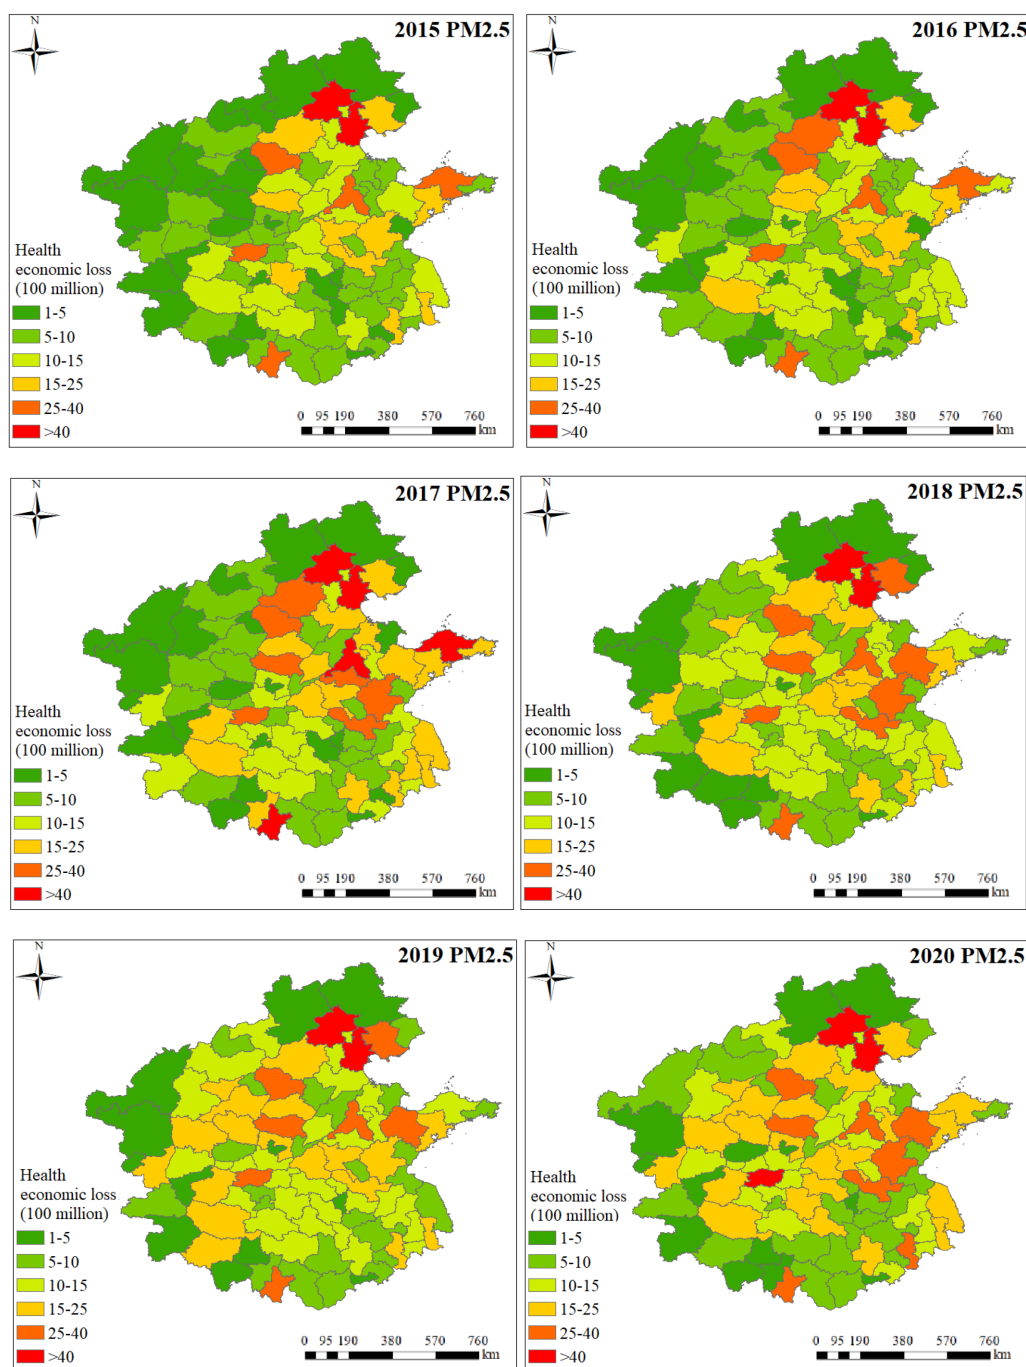 N
2015 PM2.5
Health
economic loss
(100 million)
1-5
5-10
10-15
15-25
25-40
>40
0 95 190 380 570 760
km
N
2016 PM2.5
Health
economic loss
(100 million)
1-5
5-10
10-15
15-25
25-40
>40
0 95 190 380 570 760
km
N
2017 PM2.5
Health
economic loss
(100 million)
1-5
5-10
10-15
15-25
25-40
>40
0 95 190 380 570 760
km
N
2018 PM2.5
Health
economic loss
(100 million)
1-5
5-10
10-15
15-25
25-40
>40
0 95 190 380 570 760
km
N
2019 PM2.5
Health
economic loss
(100 million)
1-5
5-10
10-15
15-25
25-40
>40
0 95 190 380 570 760
km
N
2020 PM2.5
Health
economic loss
(100 million)
1-5
5-10
10-15
15-25
25-40
>40
0 95 190 380 570 760
km